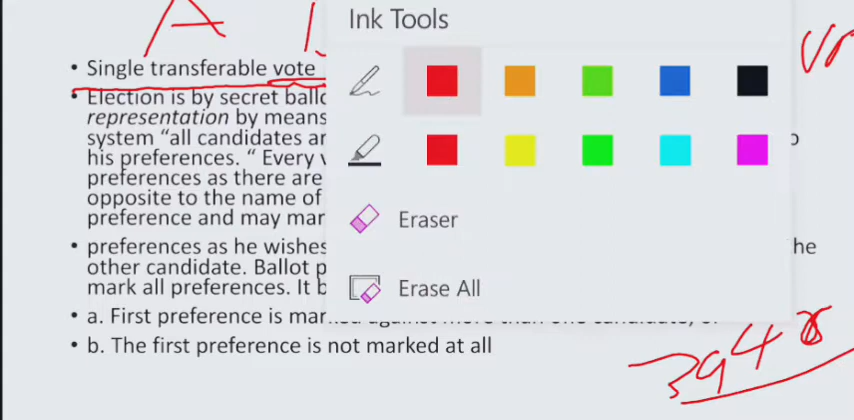 Ink Tools
A
• Single transferable vote
• Election is by secret ballo
representation by means
system "all candidates ar
his preferences. " Every v
preferences as there are
opposite to the name of
preference and may mar
Eraser
• preferences as he wishes he
other candidate. Ballot p
mark all preferences. It b
Erase All
• a. First preference is marked against more than one candidate, or
• b. The first preference is not marked at all
394